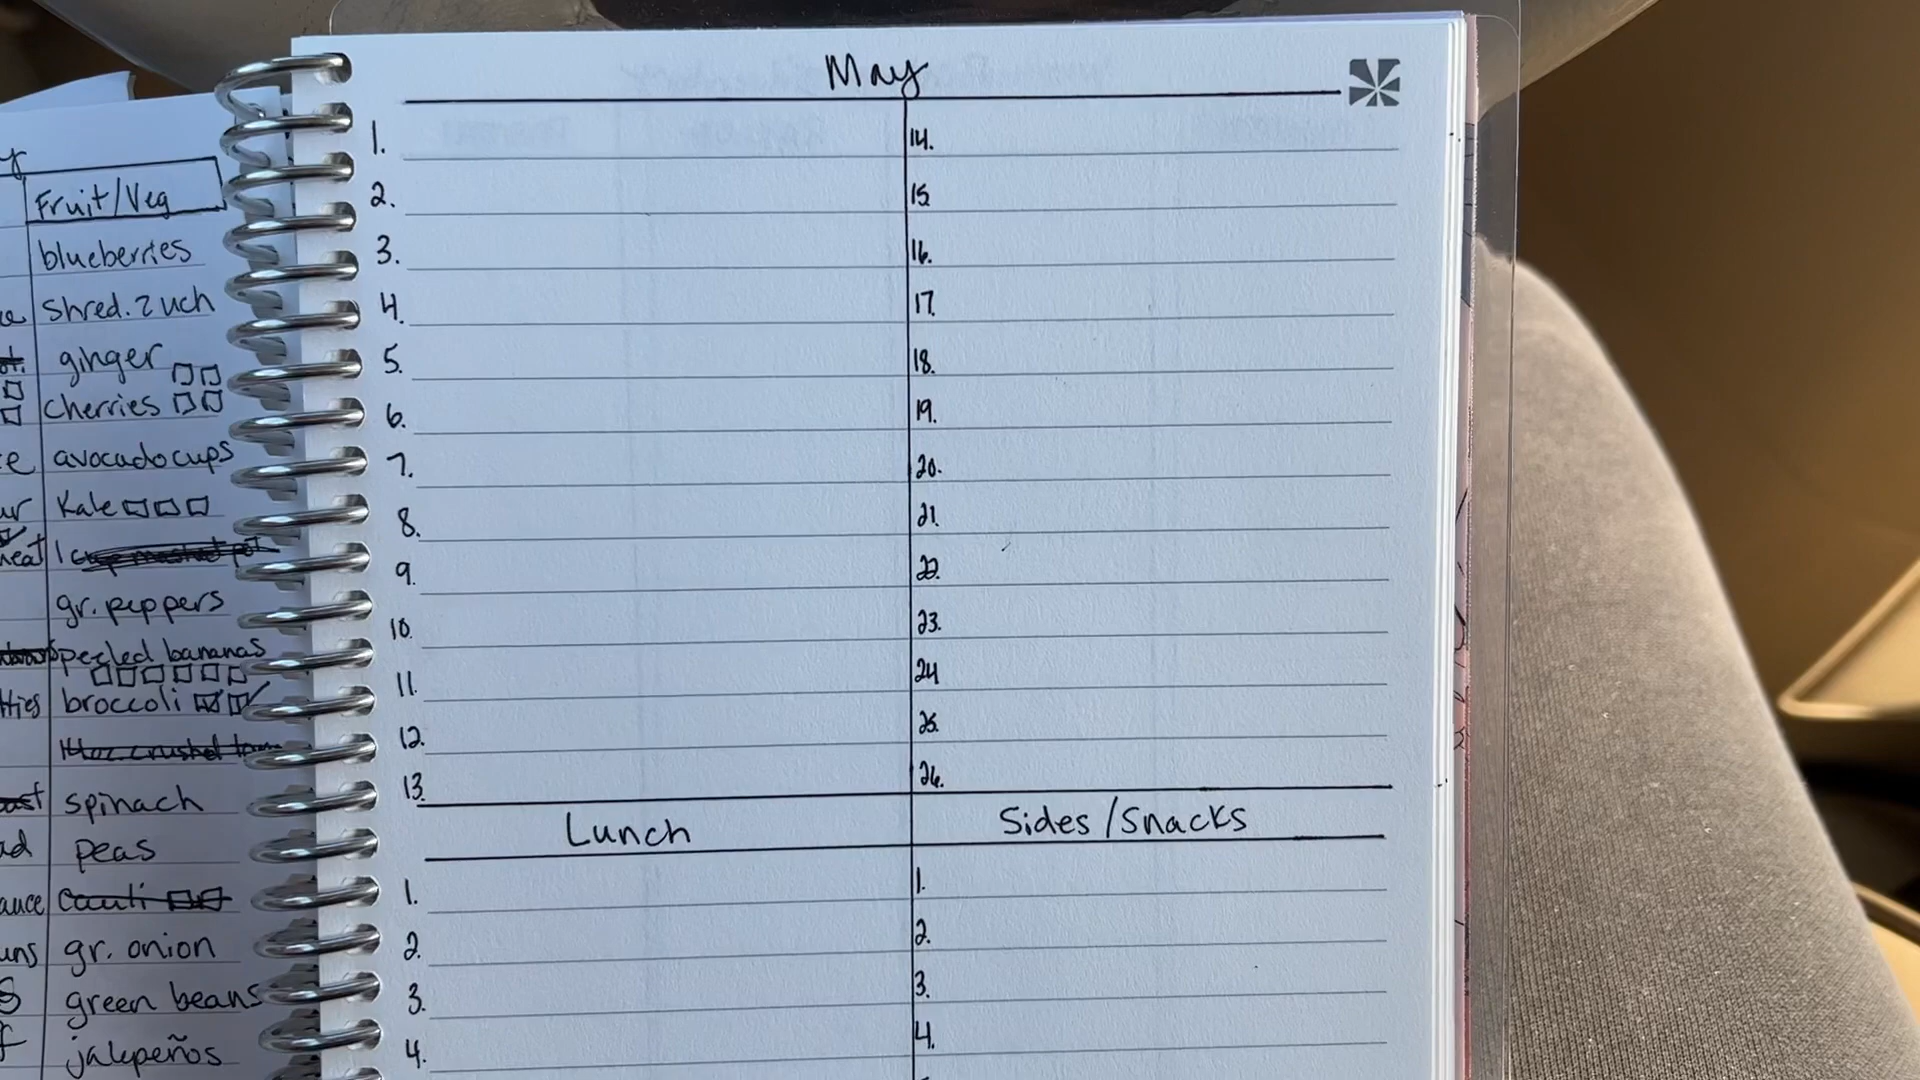 Fruit/Veg
blueberries
Shred. zuch
ginger
cherries
avocado cups
Kale
gr. peppers
peeled bananas
broccoli
spinach
peas
Cauli
gr. onion
green beans
jalepeños
May
1.
2.
3.
4.
5.
6.
7.
8.
9.
10.
11.
12.
13.
14.
15
16.
17.
18.
19.
20.
21.
22.
23.
24
25.
26.
Lunch
1.
2.
3.
4.
Sides/Snacks
1.
2.
3.
4.